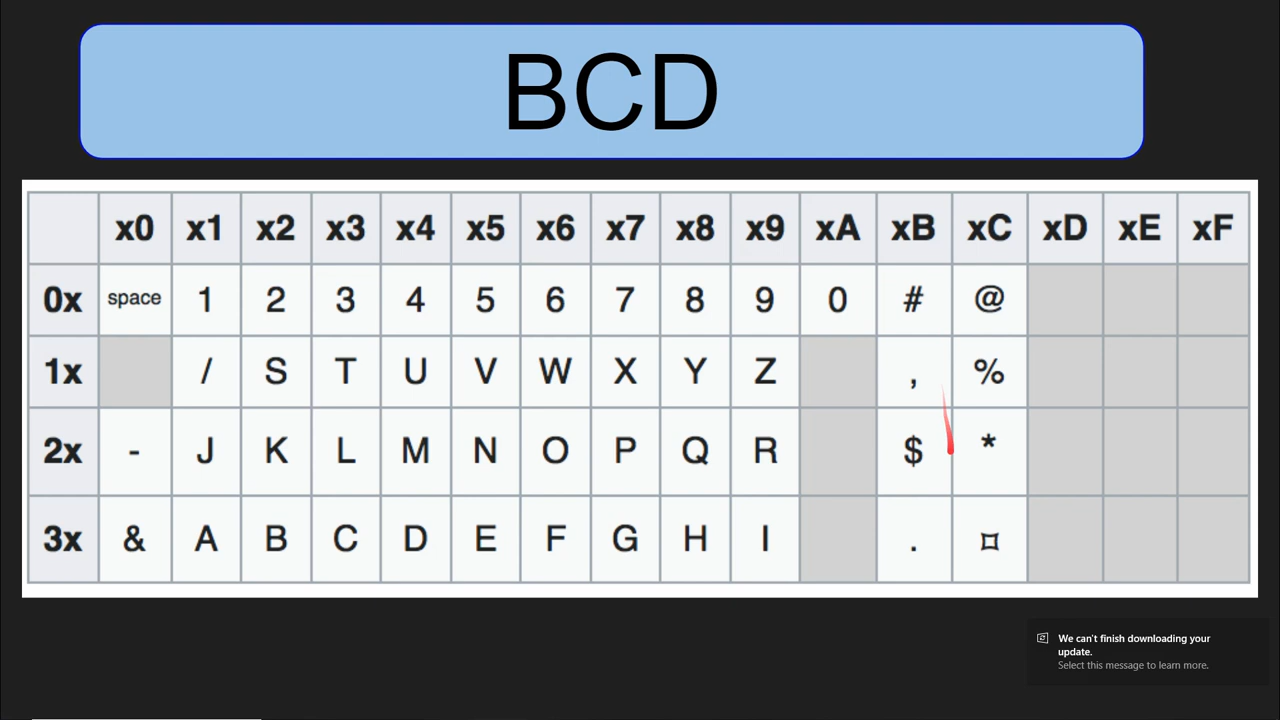 BCD
x0 x1 x2 x3 x4 x5 x6 x7 x8 x9 xA xB xC xD xE xF
0x space 1 2 3 4 5 6 7 8 9 0 # @
1x / S T U V W X Y Z , %
2x - J K L M N O P Q R $ *
3x & A B C D E F G H I . ⌑
We can't finish downloading your
update.
Select this message to learn more.